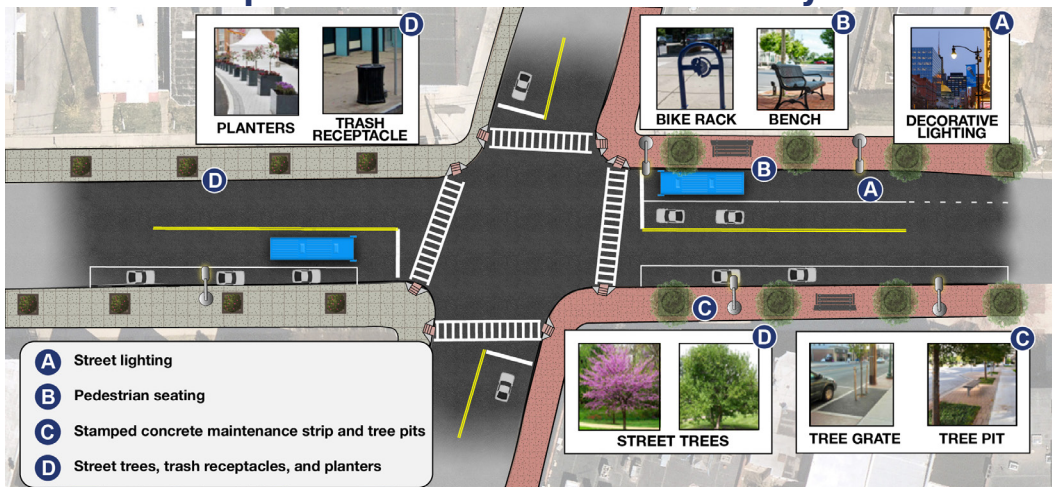 D
PLANTERS
TRASH
RECEPTACLE
B
BIKE RACK
BENCH
A
DECORATIVE
LIGHTING
D
B
A
C
A Street lighting
B Pedestrian seating
C Stamped concrete maintenance strip and tree pits
D Street trees, trash receptacles, and planters
D
STREET TREES
C
TREE GRATE
TREE PIT